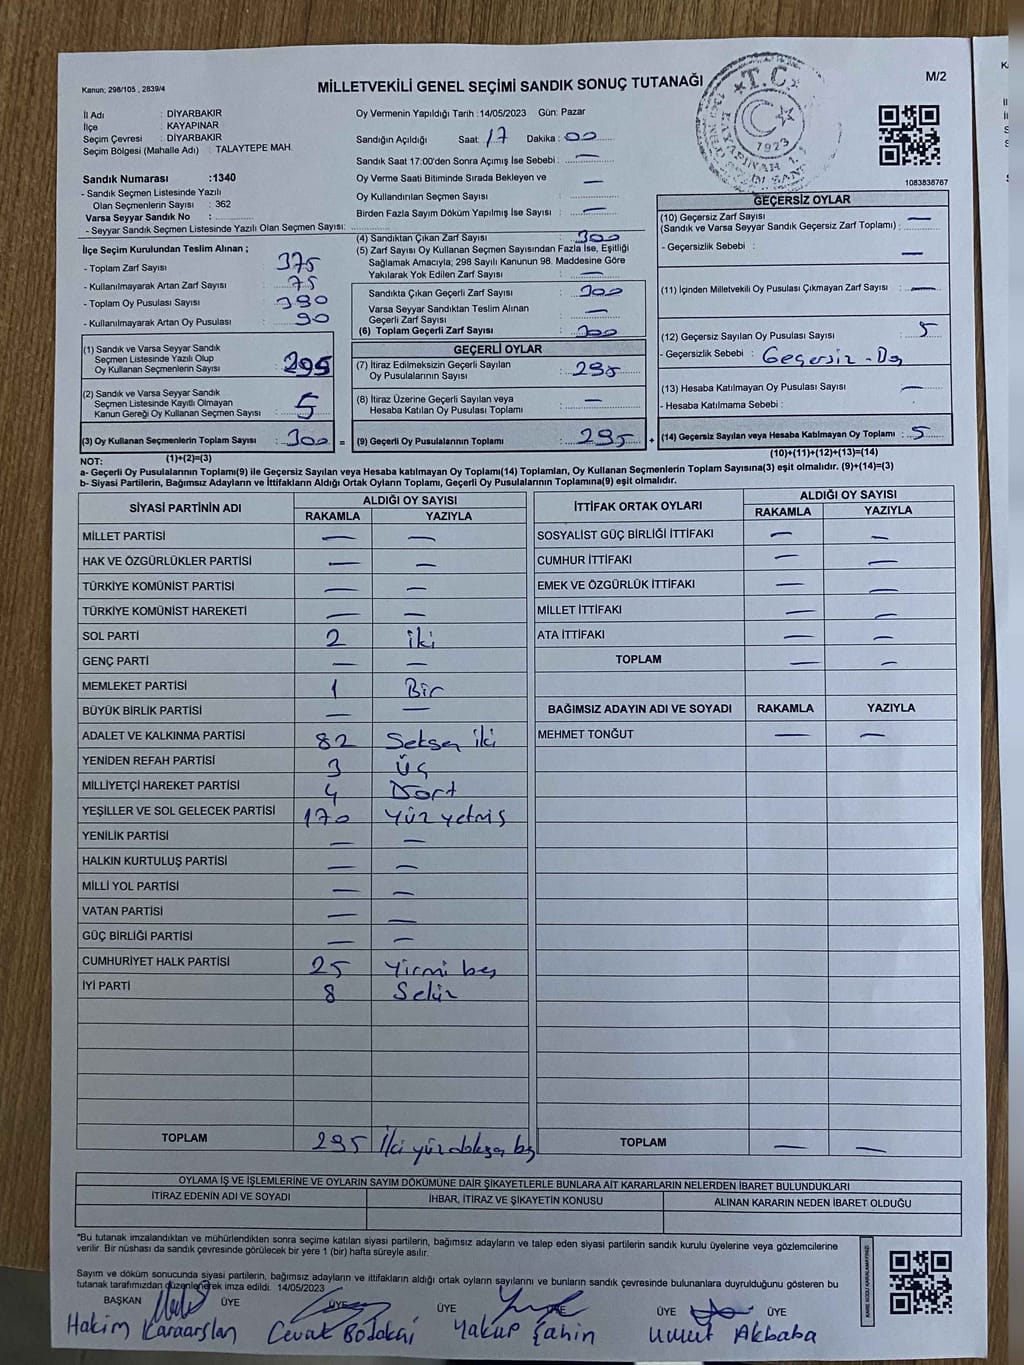 Kanun; 298/105 , 2839/4
MİLLETVEKİLİ GENEL SEÇİMİ SANDIK SONUÇ TUTANAĞI
M/2
İl Adı : DİYARBAKIR
İlçe : KAYAPINAR
Seçim Çevresi : DİYARBAKIR
Seçim Bölgesi (Mahalle Adı) : TALAYTEPE MAH.
Oy Vermenin Yapıldığı Tarih :14/05/2023 Gün: Pazar
Sandığın Açıldığı Saat: 17 Dakika : 00
Sandık Saat 17:00'den Sonra Açılmış İse Sebebi : —
Oy Verme Saati Bitiminde Sırada Bekleyen ve —
Oy Kullandırılan Seçmen Sayısı
Birden Fazla Sayım Döküm Yapılmış İse Sayısı : —
T.C.
1923
1083838767
Sandık Numarası :1340
- Sandık Seçmen Listesinde Yazılı
Olan Seçmenlerin Sayısı : 362
Varsa Seyyar Sandık No :
- Seyyar Sandık Seçmen Listesinde Yazılı Olan Seçmen Sayısı:
İlçe Seçim Kurulundan Teslim Alınan ;
- Toplam Zarf Sayısı : 375
- Kullanılmayarak Artan Zarf Sayısı : 75
- Toplam Oy Pusulası Sayısı : 390
- Kullanılmayarak Artan Oy Pusulası : 90
(1) Sandık ve Varsa Seyyar Sandık
Seçmen Listesinde Yazılı Olup
Oy Kullanan Seçmenlerin Sayısı : 295
(2) Sandık ve Varsa Seyyar Sandık
Seçmen Listesinde Kayıtlı Olmayan
Kanun Gereği Oy Kullanan Seçmen Sayısı : 5
(3) Oy Kullanan Seçmenlerin Toplam Sayısı : 300 =
(1)+(2)=(3)
(4) Sandıktan Çıkan Zarf Sayısı : 300
(5) Zarf Sayısı Oy Kullanan Seçmen Sayısından Fazla İse, Eşitliği
Sağlamak Amacıyla; 298 Sayılı Kanunun 98. Maddesine Göre
Yakılarak Yok Edilen Zarf Sayısı : —
Sandıkta Çıkan Geçerli Zarf Sayısı : 300
Varsa Seyyar Sandıktan Teslim Alınan
Geçerli Zarf Sayısı : —
(6) Toplam Geçerli Zarf Sayısı : 300
GEÇERLİ OYLAR
(7) İtiraz Edilmeksizin Geçerli Sayılan
Oy Pusulalarının Sayısı : 295
(8) İtiraz Üzerine Geçerli Sayılan veya
Hesaba Katılan Oy Pusulası Toplamı : —
(9) Geçerli Oy Pusulalarının Toplamı : 295 +
GEÇERSİZ OYLAR
(10) Geçersiz Zarf Sayısı —
(Sandık ve Varsa Seyyar Sandık Geçersiz Zarf Toplamı) :
- Geçersizlik Sebebi : —
(11) İçinden Milletvekili Oy Pusulası Çıkmayan Zarf Sayısı : —
(12) Geçersiz Sayılan Oy Pusulası Sayısı : 5
- Geçersizlik Sebebi : Geçersiz - Oy
(13) Hesaba Katılmayan Oy Pusulası Sayısı : —
- Hesaba Katılmama Sebebi :
(14) Geçersiz Sayılan veya Hesaba Katılmayan Oy Toplamı : 5
(10)+(11)+(12)+(13)=(14)
NOT:
a- Geçerli Oy Pusulalarının Toplamı(9) ile Geçersiz Sayılan veya Hesaba katılmayan Oy Toplamı(14) Toplamları, Oy Kullanan Seçmenlerin Toplam Sayısına(3) eşit olmalıdır. (9)+(14)=(3)
b- Siyasi Partilerin, Bağımsız Adayların ve İttifakların Aldığı Ortak Oyların Toplamı, Geçerli Oy Pusulalarının Toplamına(9) eşit olmalıdır.
SİYASİ PARTİNİN ADI ALDIĞI OY SAYISI
RAKAMLA YAZIYLA
MİLLET PARTİSİ — —
HAK VE ÖZGÜRLÜKLER PARTİSİ — —
TÜRKİYE KOMÜNİST PARTİSİ — —
TÜRKİYE KOMÜNİST HAREKETİ — —
SOL PARTİ 2 iki
GENÇ PARTİ — —
MEMLEKET PARTİSİ 1 Bir
BÜYÜK BİRLİK PARTİSİ — —
ADALET VE KALKINMA PARTİSİ 82 Seksen iki
YENİDEN REFAH PARTİSİ 3 Üç
MİLLİYETÇİ HAREKET PARTİSİ 4 Dört
YEŞİLLER VE SOL GELECEK PARTİSİ 170 Yüz yetmiş
YENİLİK PARTİSİ — —
HALKIN KURTULUŞ PARTİSİ — —
MİLLİ YOL PARTİSİ — —
VATAN PARTİSİ — —
GÜÇ BİRLİĞİ PARTİSİ — —
CUMHURİYET HALK PARTİSİ 25 Yirmi beş
İYİ PARTİ 8 Sekiz
TOPLAM 295 İki yüz doksan beş
İTTİFAK ORTAK OYLARI ALDIĞI OY SAYISI
RAKAMLA YAZIYLA
SOSYALİST GÜÇ BİRLİĞİ İTTİFAKI — —
CUMHUR İTTİFAKI — —
EMEK VE ÖZGÜRLÜK İTTİFAKI — —
MİLLET İTTİFAKI — —
ATA İTTİFAKI — —
TOPLAM — —
BAĞIMSIZ ADAYIN ADI VE SOYADI RAKAMLA YAZIYLA
MEHMET TONĞUT — —
TOPLAM — —
OYLAMA İŞ VE İŞLEMLERİNE VE OYLARIN SAYIM DÖKÜMÜNE DAİR ŞİKAYETLERLE BUNLARA AİT KARARLARIN NELERDEN İBARET BULUNDUKLARI
İTİRAZ EDENİN ADI VE SOYADI İHBAR, İTİRAZ VE ŞİKAYETİN KONUSU ALINAN KARARIN NEDEN İBARET OLDUĞU
*Bu tutanak imzalandıktan ve mühürlendikten sonra seçime katılan siyasi partilerin, bağımsız adayların ve talep eden siyasi partilerin sandık kurulu üyelerine veya gözlemcilerine
verilir. Bir nüshası da sandık çevresinde görülecek bir yere 1 (bir) hafta süreyle asılır.
Sayım ve döküm sonucunda siyasi partilerin, bağımsız adayların ve ittifakların aldığı ortak oyların sayılarını ve bunların sandık çevresinde bulunanlara duyrulduğunu gösteren bu
tutanak tarafımızdan düzenlenerek imza edildi. 14/05/2023
BAŞKAN ÜYE ÜYE ÜYE ÜYE ÜYE ÜYE
Hakim Karaarslan Cevat Bozakçi Yakup Şahin Umut Akbaba